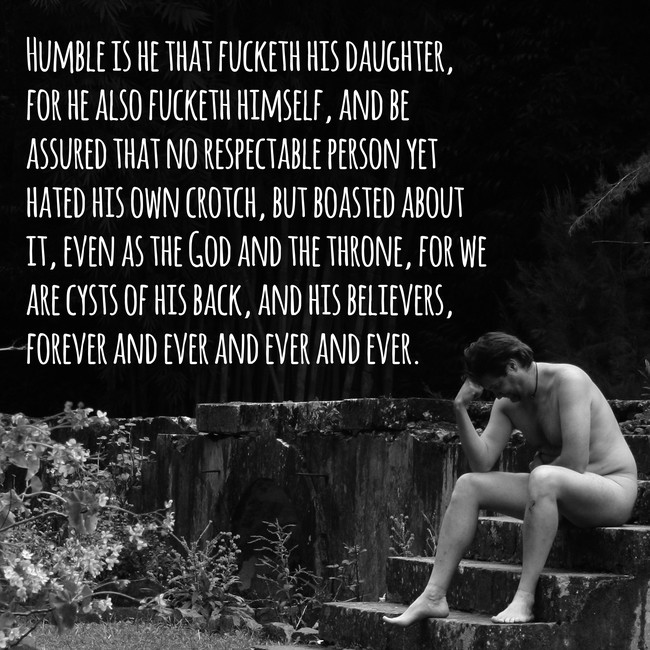 Humble is he that fucketh his daughter,
for he also fucketh himself, and be
assured that no respectable person yet
hated his own crotch, but boasted about
it, even as the God and the throne, for we
are cysts of his back, and his believers,
forever and ever and ever and ever.